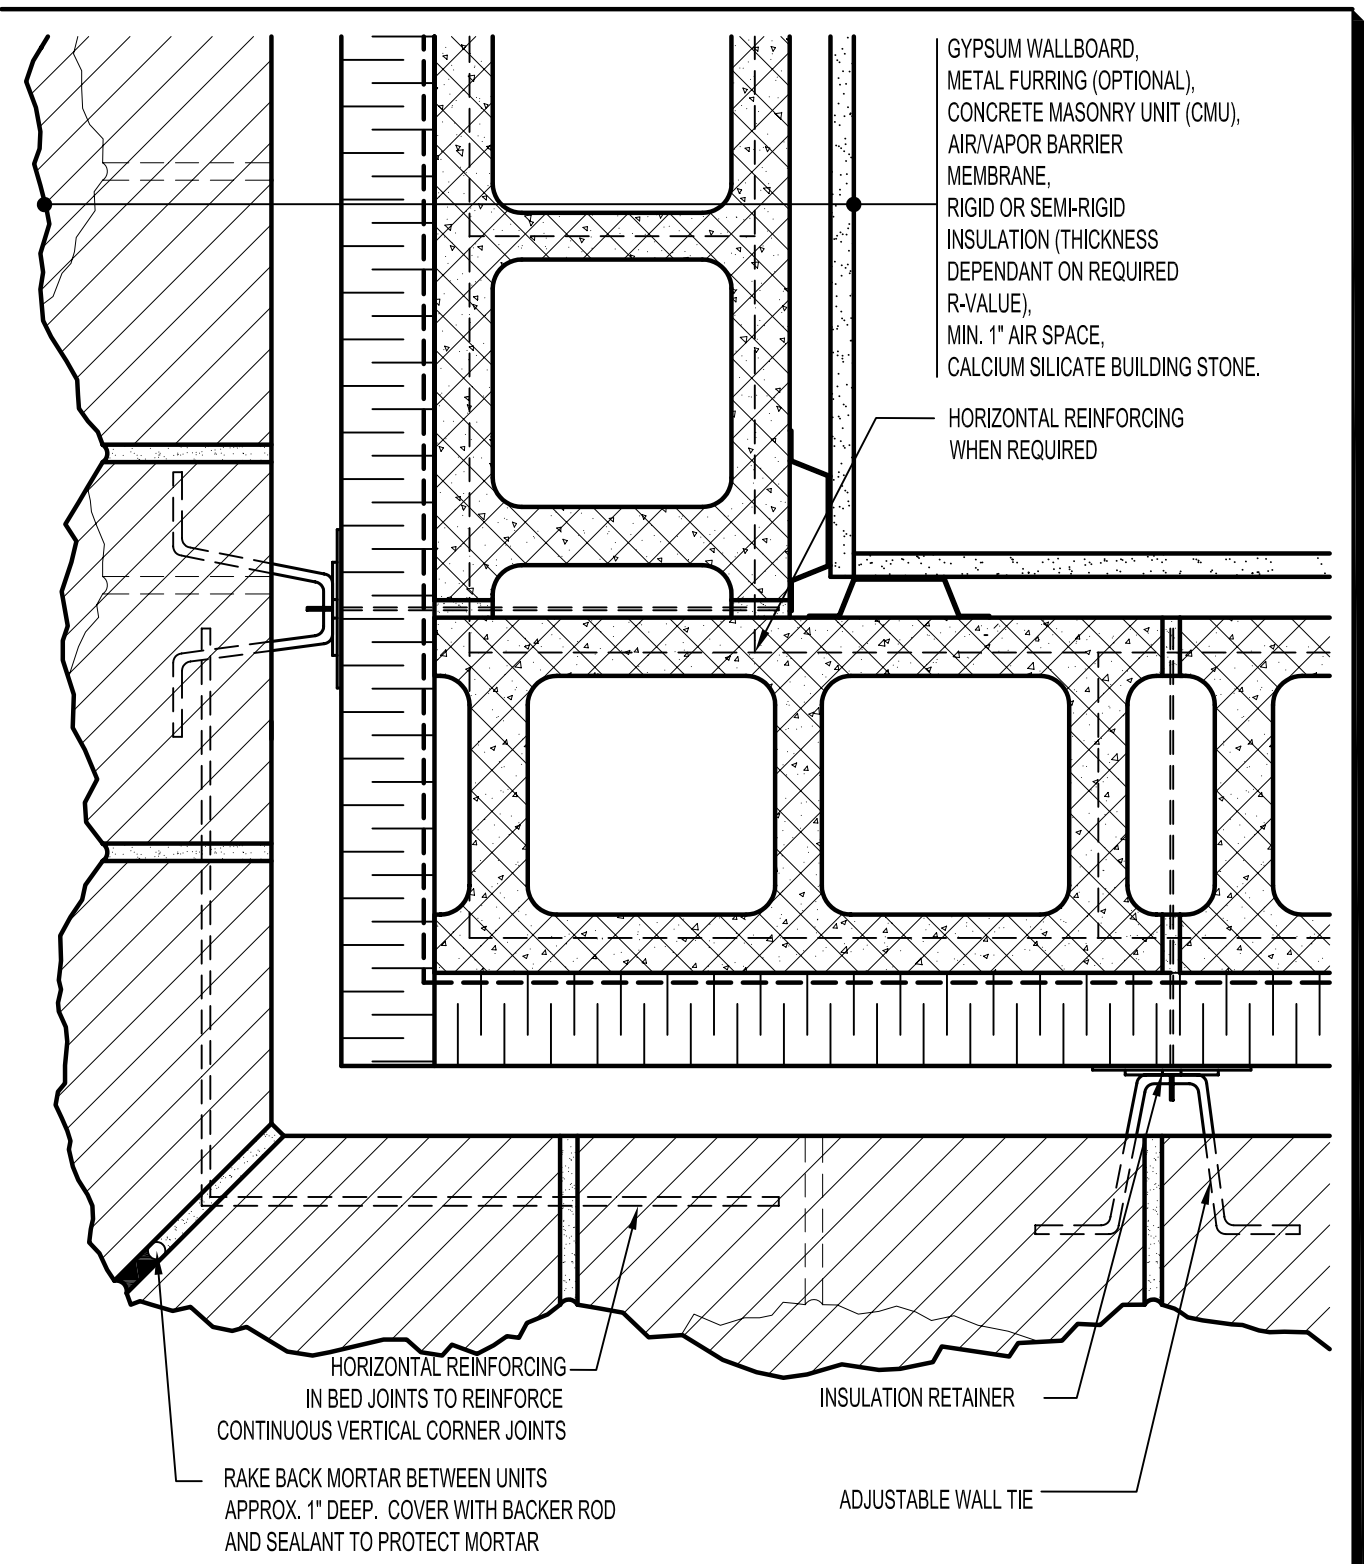 GYPSUM WALLBOARD,
METAL FURRING (OPTIONAL),
CONCRETE MASONRY UNIT (CMU),
AIR/VAPOR BARRIER
MEMBRANE,
RIGID OR SEMI-RIGID
INSULATION (THICKNESS
DEPENDANT ON REQUIRED
R-VALUE),
MIN. 1" AIR SPACE,
CALCIUM SILICATE BUILDING STONE.
HORIZONTAL REINFORCING
WHEN REQUIRED
HORIZONTAL REINFORCING
IN BED JOINTS TO REINFORCE
CONTINUOUS VERTICAL CORNER JOINTS
INSULATION RETAINER
RAKE BACK MORTAR BETWEEN UNITS
APPROX. 1" DEEP. COVER WITH BACKER ROD
AND SEALANT TO PROTECT MORTAR
ADJUSTABLE WALL TIE